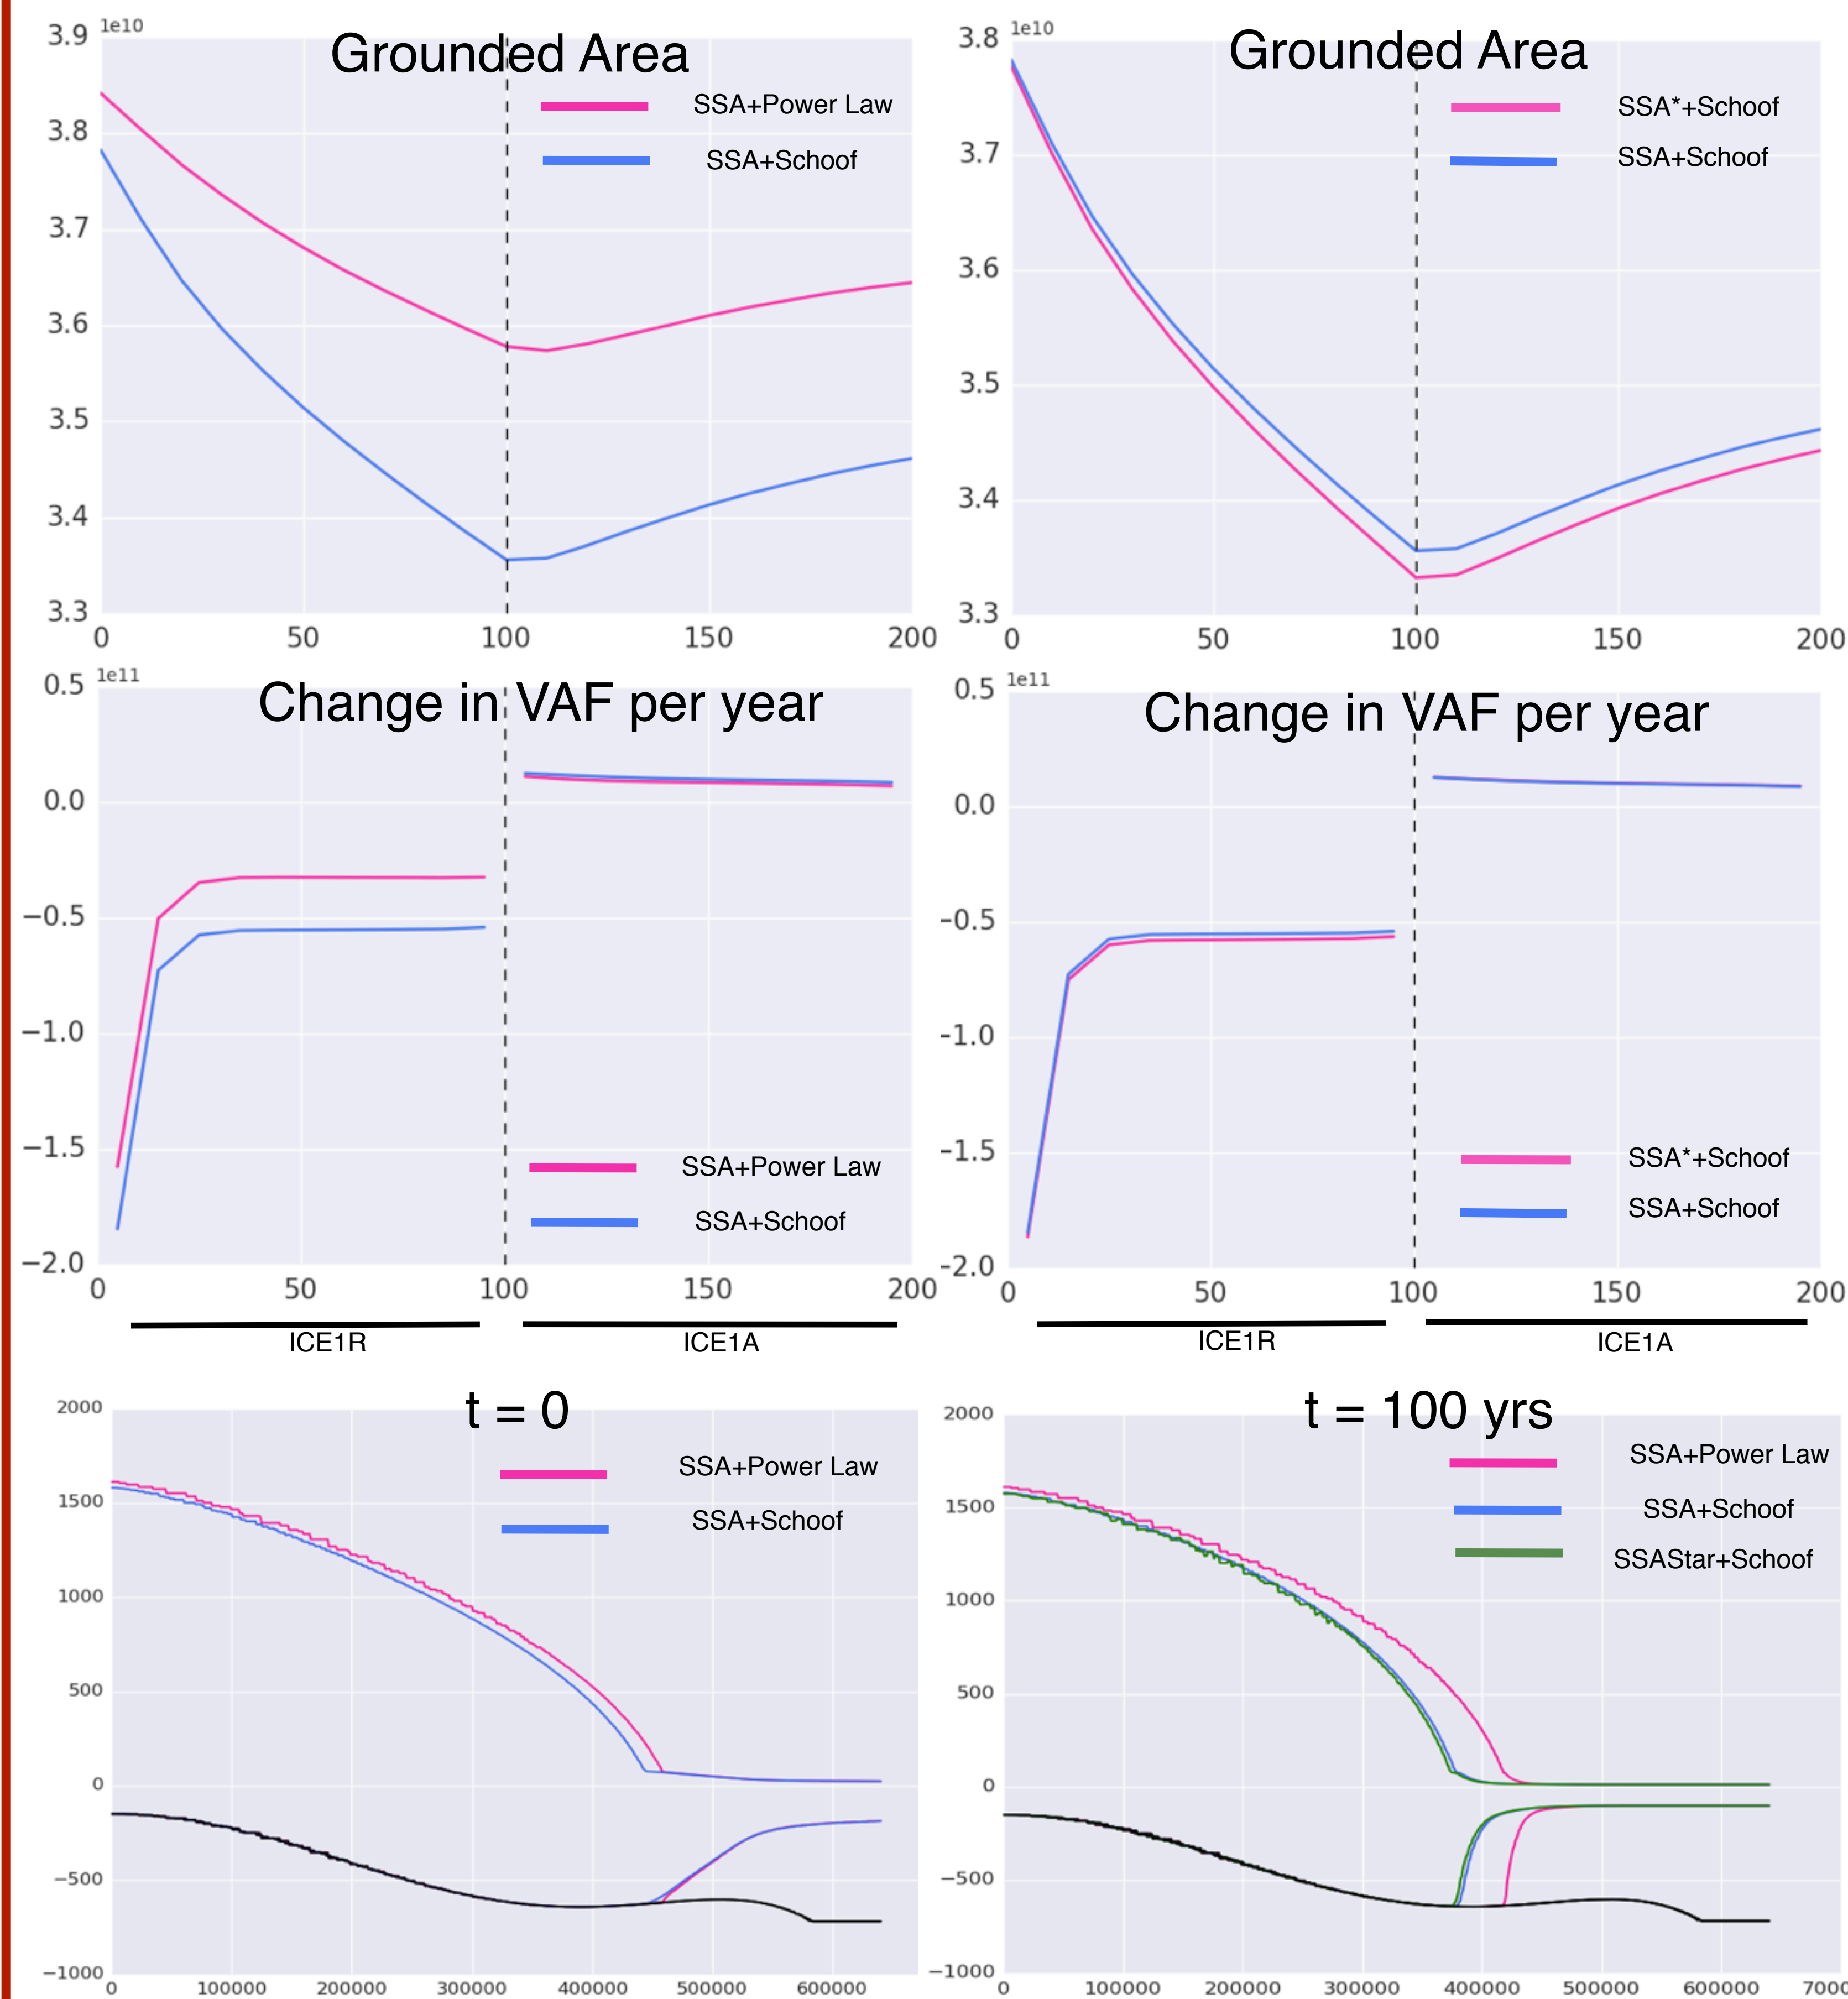 1e10
Grounded Area
3.9
3.8
3.7
3.6
3.5
3.4
3.3
SSA+Power Law
SSA+Schoof
0 50 100 150 200
1e10
Grounded Area
3.8
3.7
3.6
3.5
3.4
3.3
SSA*+Schoof
SSA+Schoof
0 50 100 150 200
1e11
Change in VAF per year
0.5
0.0
−0.5
−1.0
−1.5
−2.0
SSA+Power Law
SSA+Schoof
0 50 100 150 200
ICE1R ICE1A
1e11
Change in VAF per year
0.5
0.0
-0.5
-1.0
-1.5
-2.0
SSA*+Schoof
SSA+Schoof
0 50 100 150 200
ICE1R ICE1A
t = 0
2000
1500
1000
500
0
−500
−1000
SSA+Power Law
SSA+Schoof
0 100000 200000 300000 400000 500000 600000
t = 100 yrs
2000
1500
1000
500
0
−500
−1000
SSA+Power Law
SSA+Schoof
SSAStar+Schoof
0 100000 200000 300000 400000 500000 600000 7000